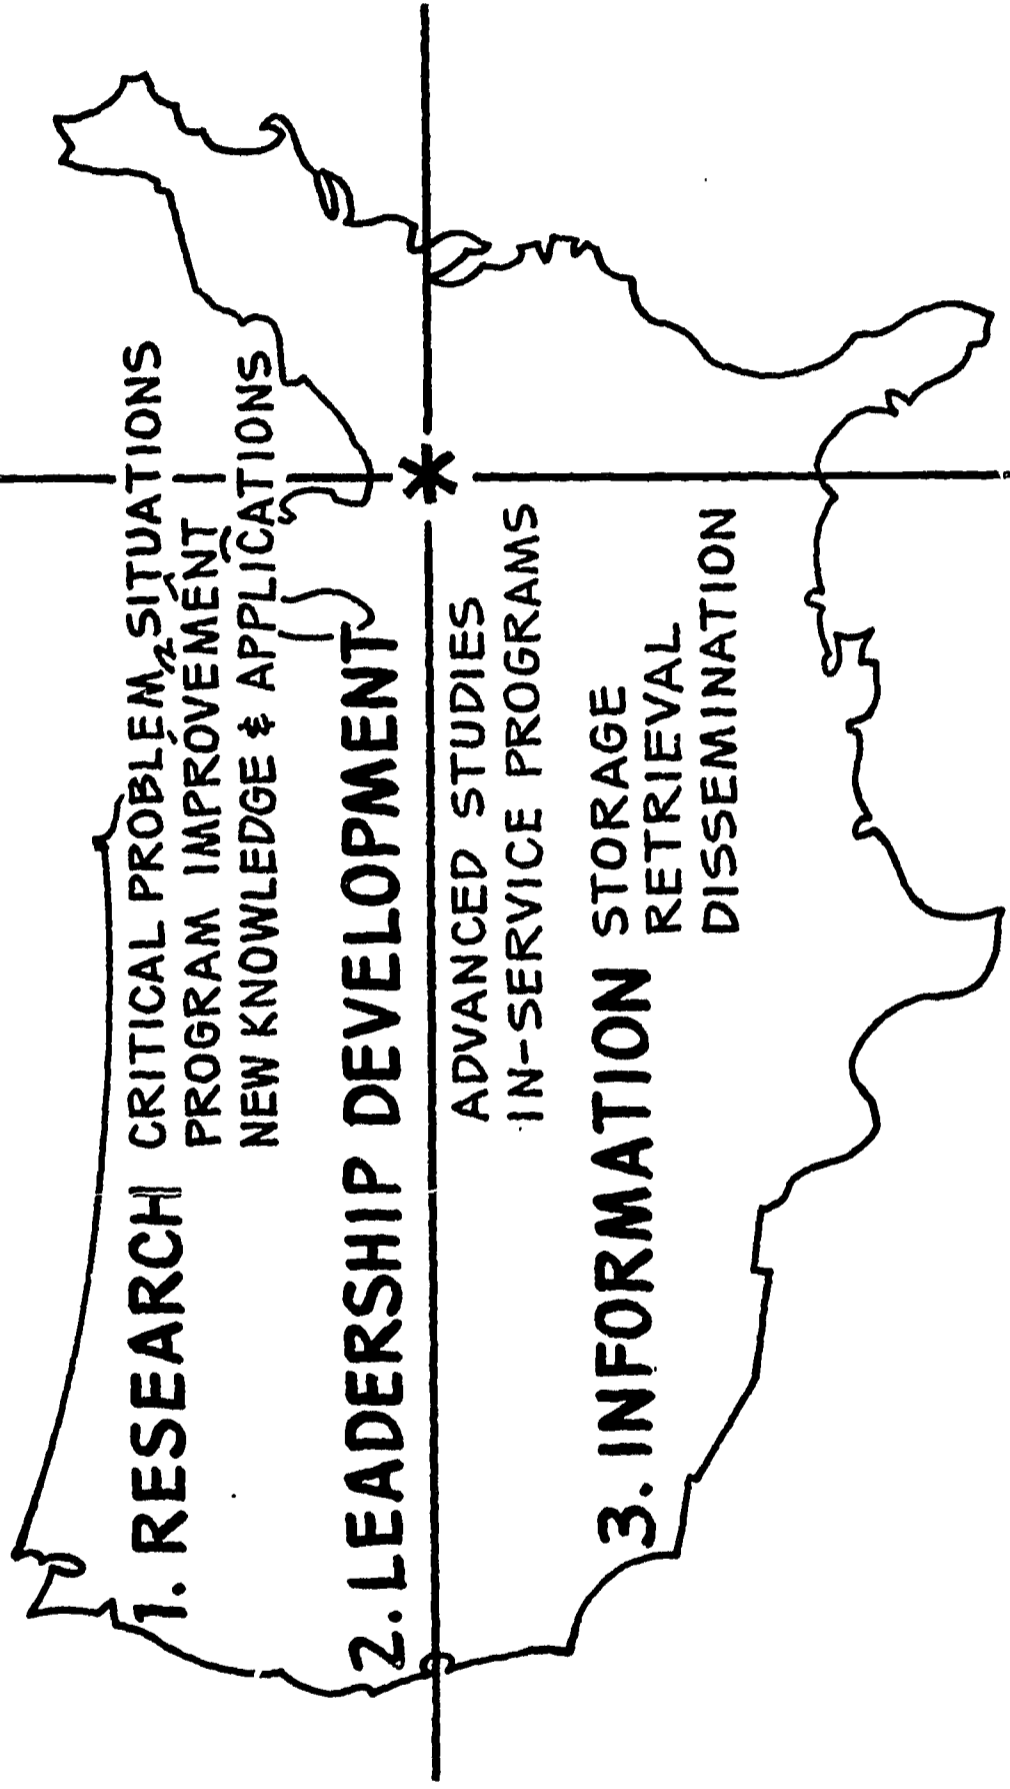 1. RESEARCH CRITICAL PROBLEM SITUATIONS
PROGRAM IMPROVEMENT
NEW KNOWLEDGE & APPLICATIONS
2. LEADERSHIP DEVELOPMENT
ADVANCED STUDIES
IN-SERVICE PROGRAMS
3. INFORMATION STORAGE
RETRIEVAL
DISSEMINATION